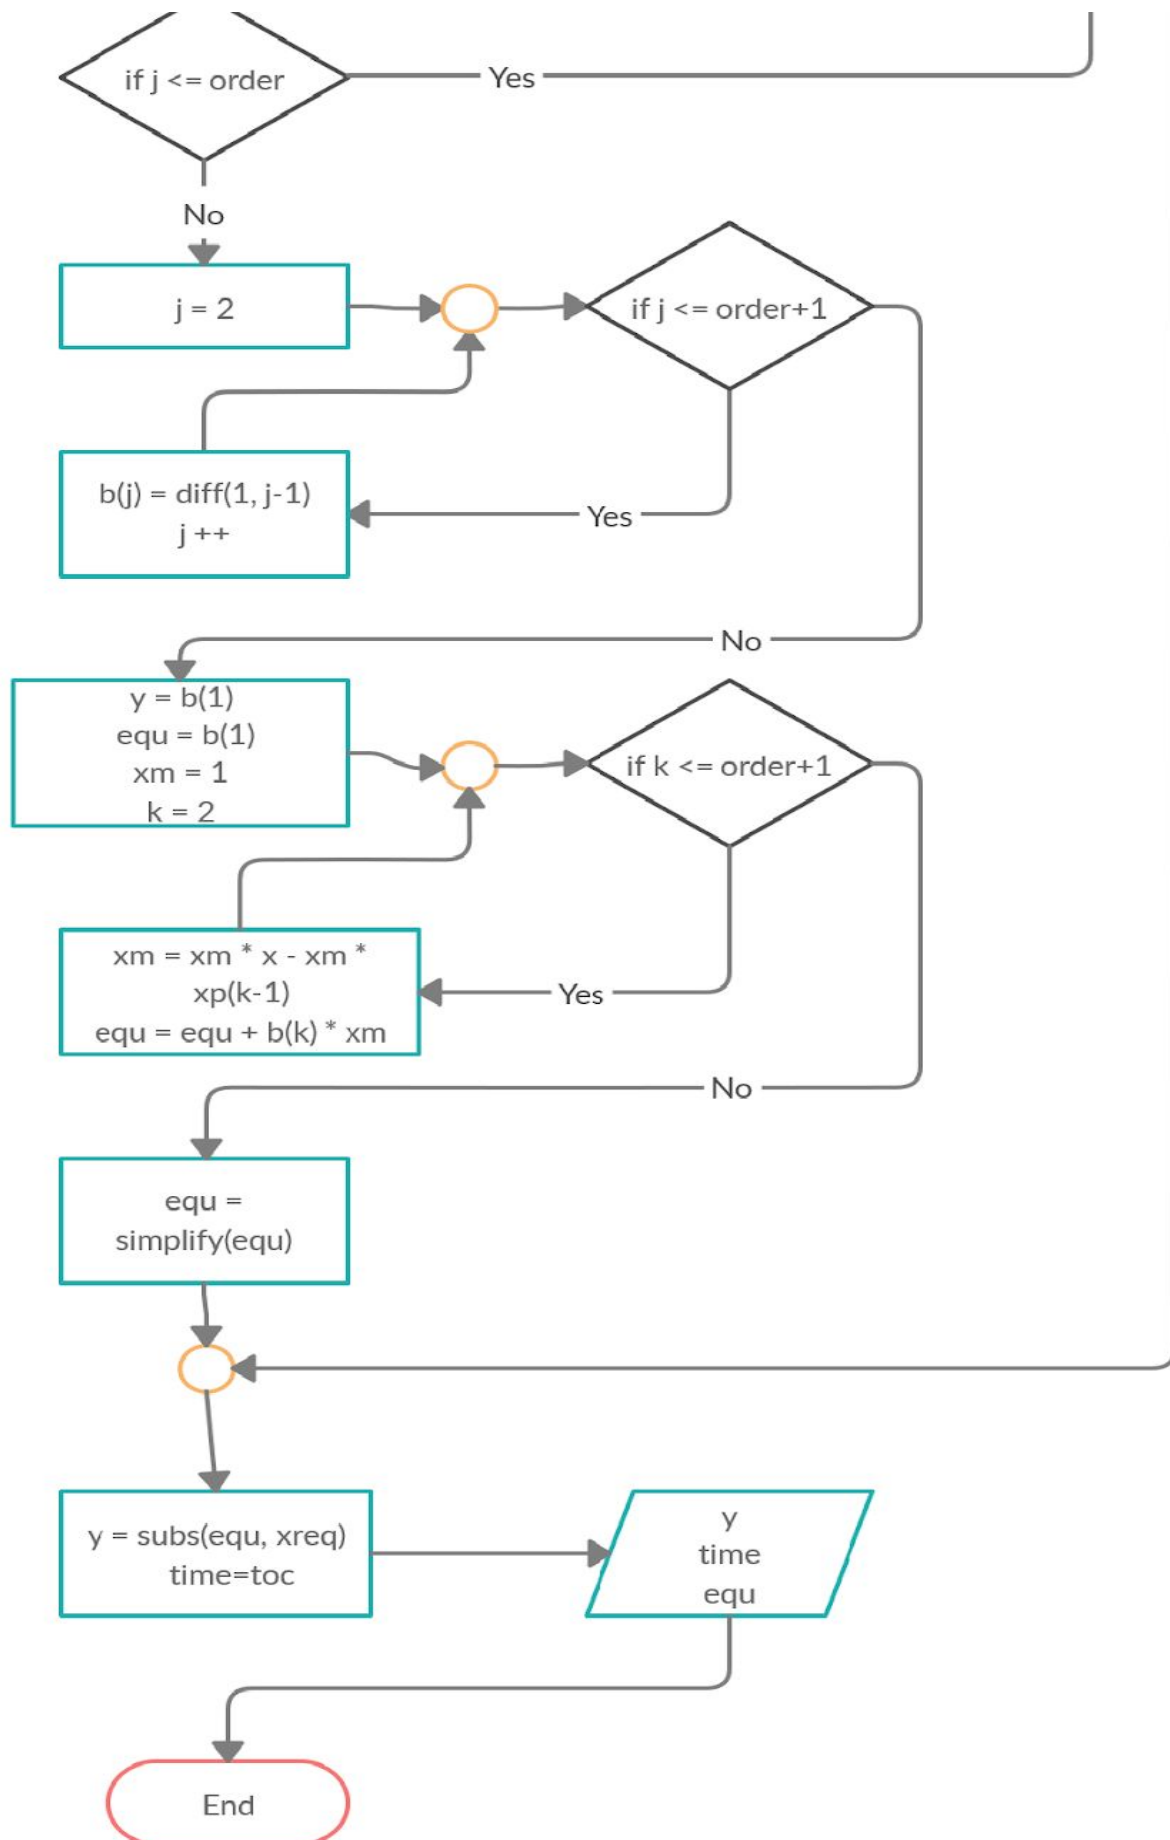 if j <= order
Yes
No
j = 2
if j <= order+1
b(j) = diff(1, j-1)
j ++
Yes
No
y = b(1)
equ = b(1)
xm = 1
k = 2
if k <= order+1
xm = xm * x - xm *
xp(k-1)
equ = equ + b(k) * xm
Yes
No
equ =
simplify(equ)
y = subs(equ, xreq)
time=toc
y
time
equ
End